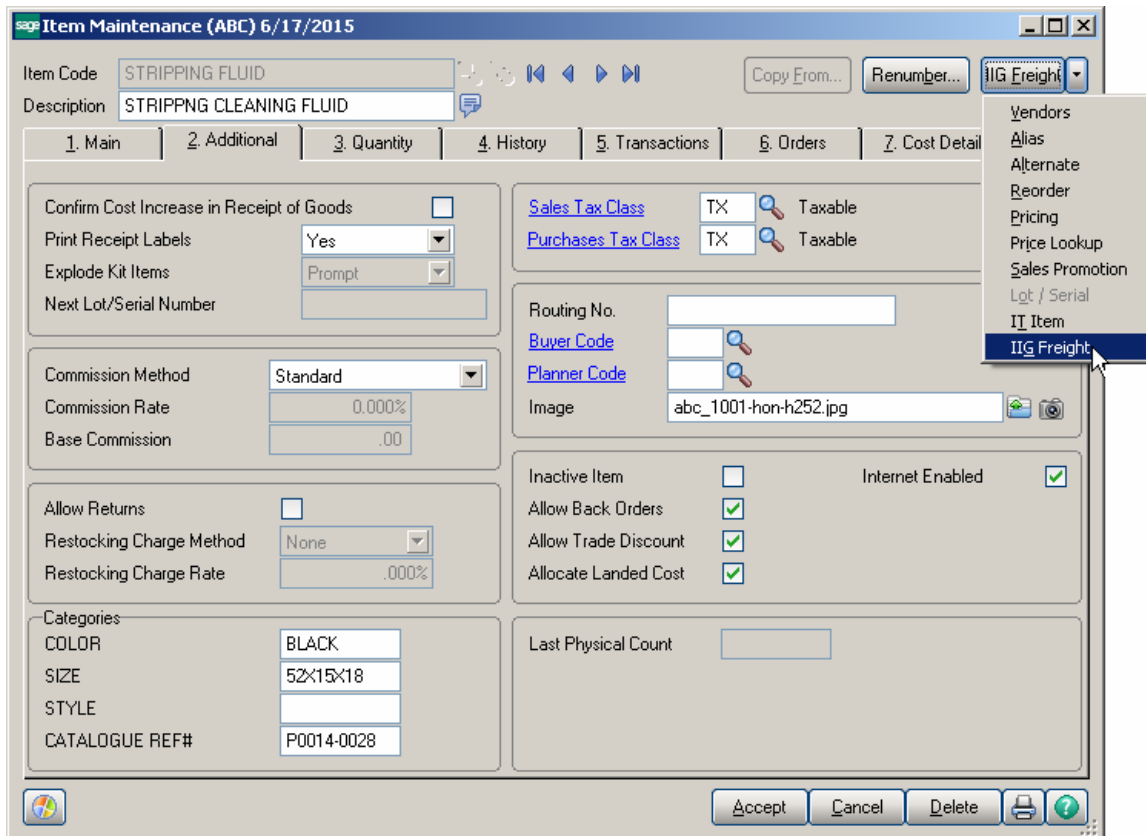 sage Item Maintenance (ABC) 6/17/2015
Item Code STRIPPING FLUID Copy From... Renumber... IIG Freight
Description STRIPPNG CLEANING FLUID
1. Main 2. Additional 3. Quantity 4. History 5. Transactions 6. Orders 7. Cost Detail
Vendors
Alias
Alternate
Reorder
Pricing
Price Lookup
Sales Promotion
Lot / Serial
IT Item
IIG Freight
Confirm Cost Increase in Receipt of Goods
Print Receipt Labels Yes
Explode Kit Items Prompt
Next Lot/Serial Number
Sales Tax Class TX Taxable
Purchases Tax Class TX Taxable
Commission Method Standard
Commission Rate 0.000%
Base Commission .00
Routing No.
Buyer Code
Planner Code
Image abc_1001-hon-h252.jpg
Allow Returns
Restocking Charge Method None
Restocking Charge Rate .000%
Inactive Item Internet Enabled
Allow Back Orders
Allow Trade Discount
Allocate Landed Cost
Categories
COLOR BLACK
SIZE 52X15X18
STYLE
CATALOGUE REF# P0014-0028
Last Physical Count
Accept Cancel Delete